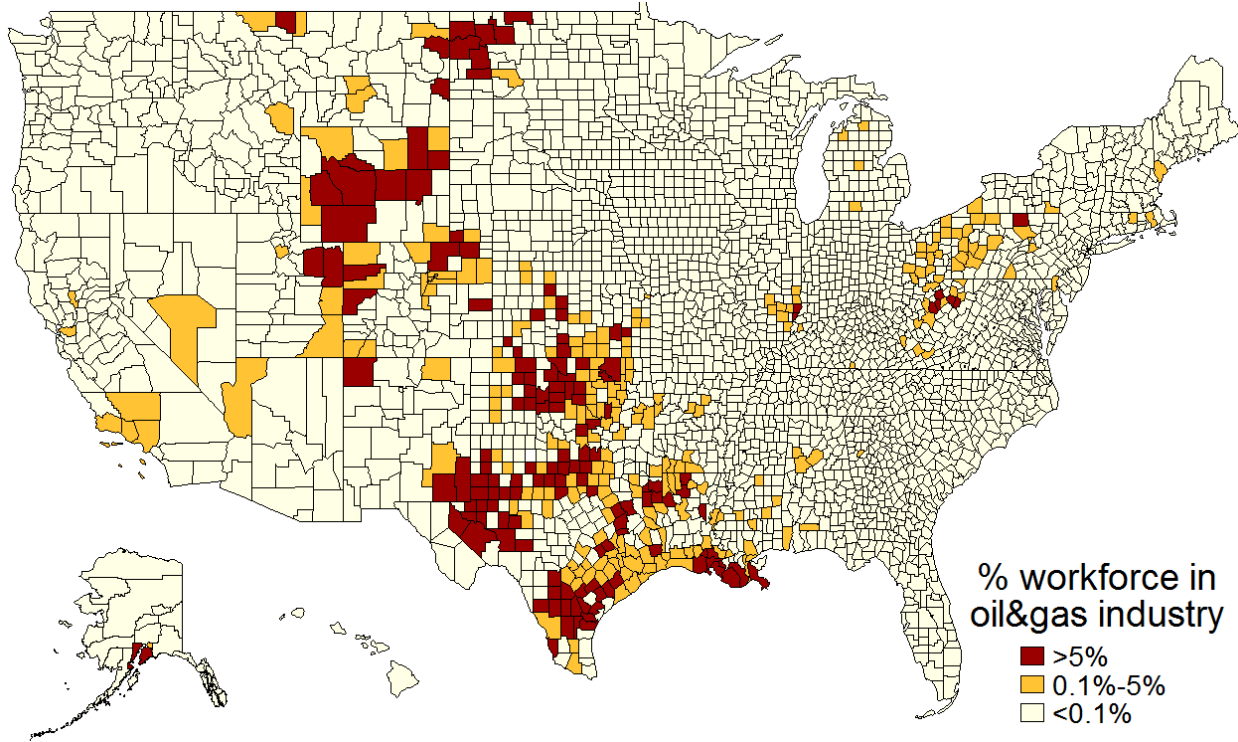 % workforce in
oil&gas industry
>5%
0.1%-5%
<0.1%